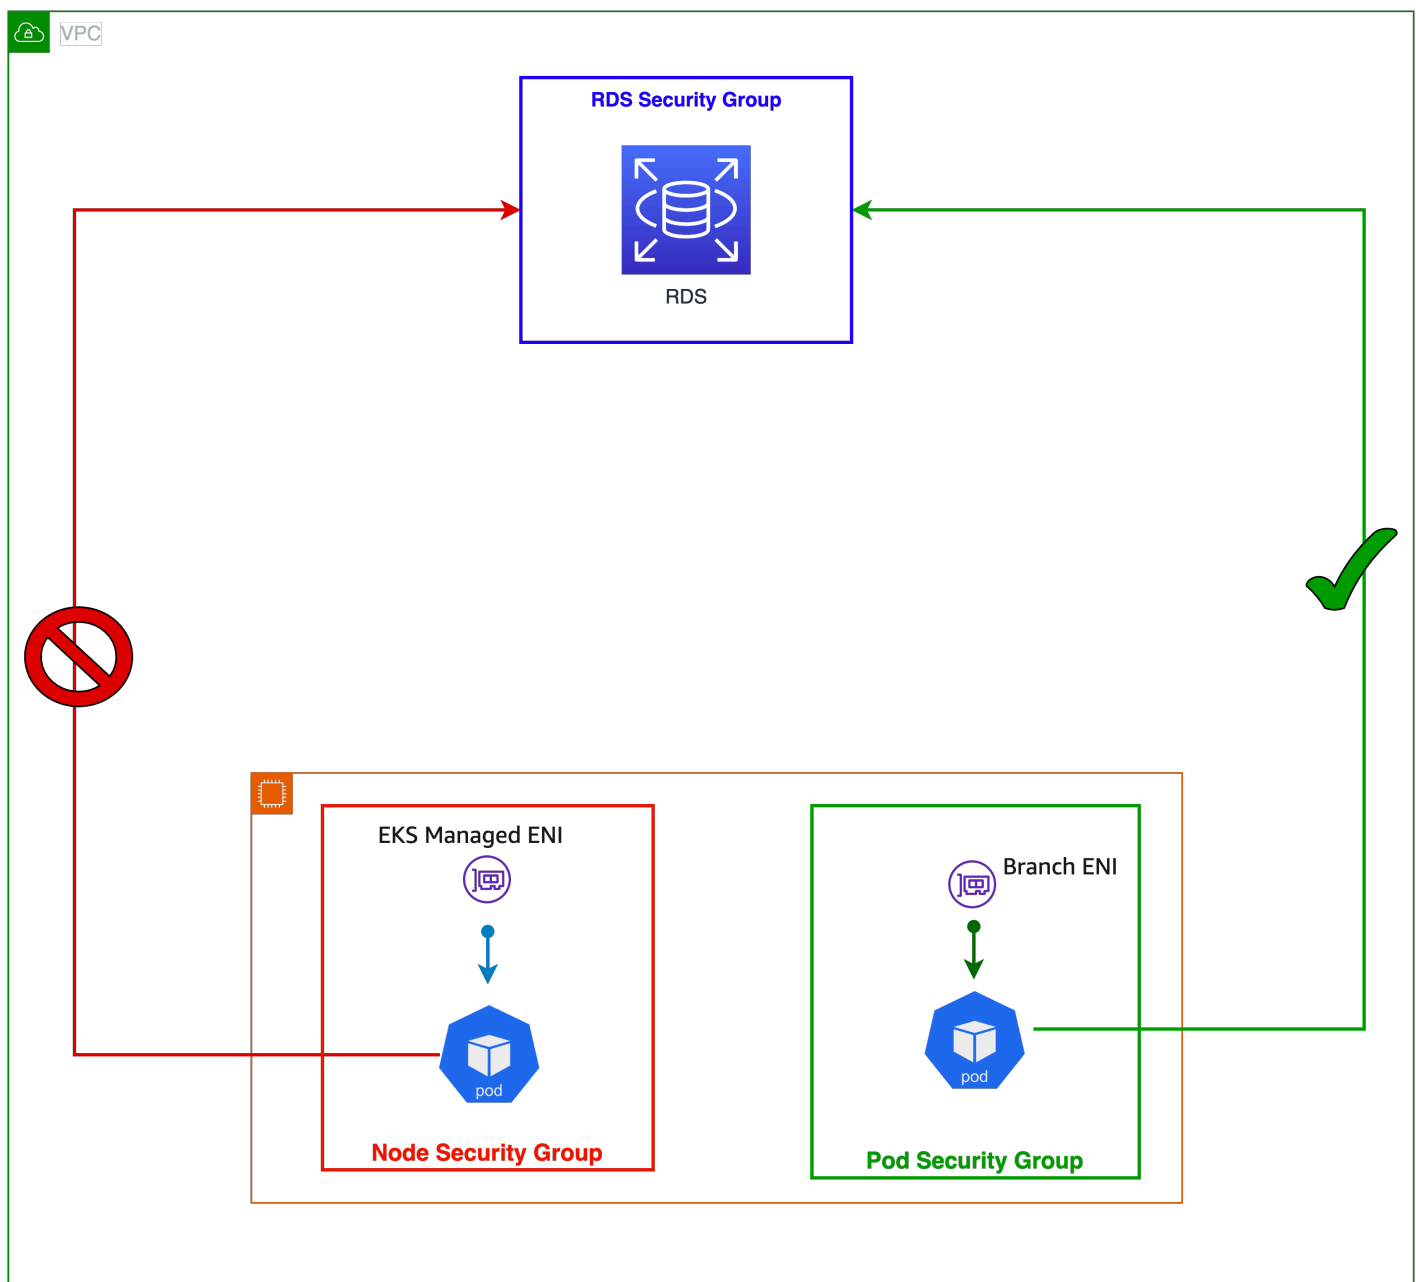 VPC
RDS Security Group
RDS
EKS Managed ENI
Branch ENI
pod
pod
Node Security Group
Pod Security Group